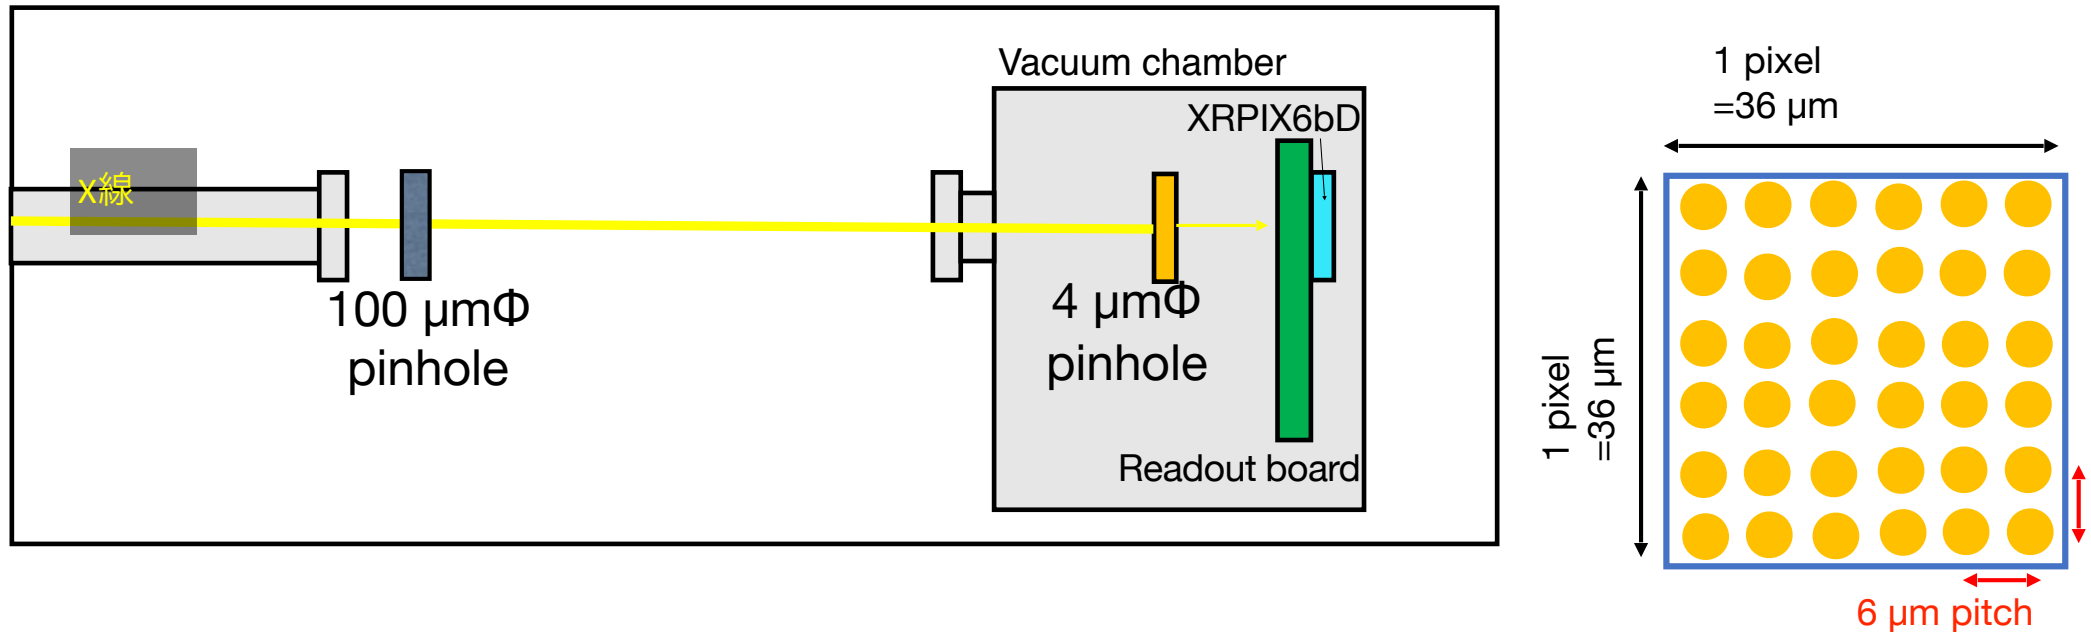 Vacuum chamber
XRPIX6bD
X線
100 µmΦ
pinhole
4 µmΦ
pinhole
Readout board
1 pixel
=36 µm
1 pixel
=36 µm
6 µm pitch